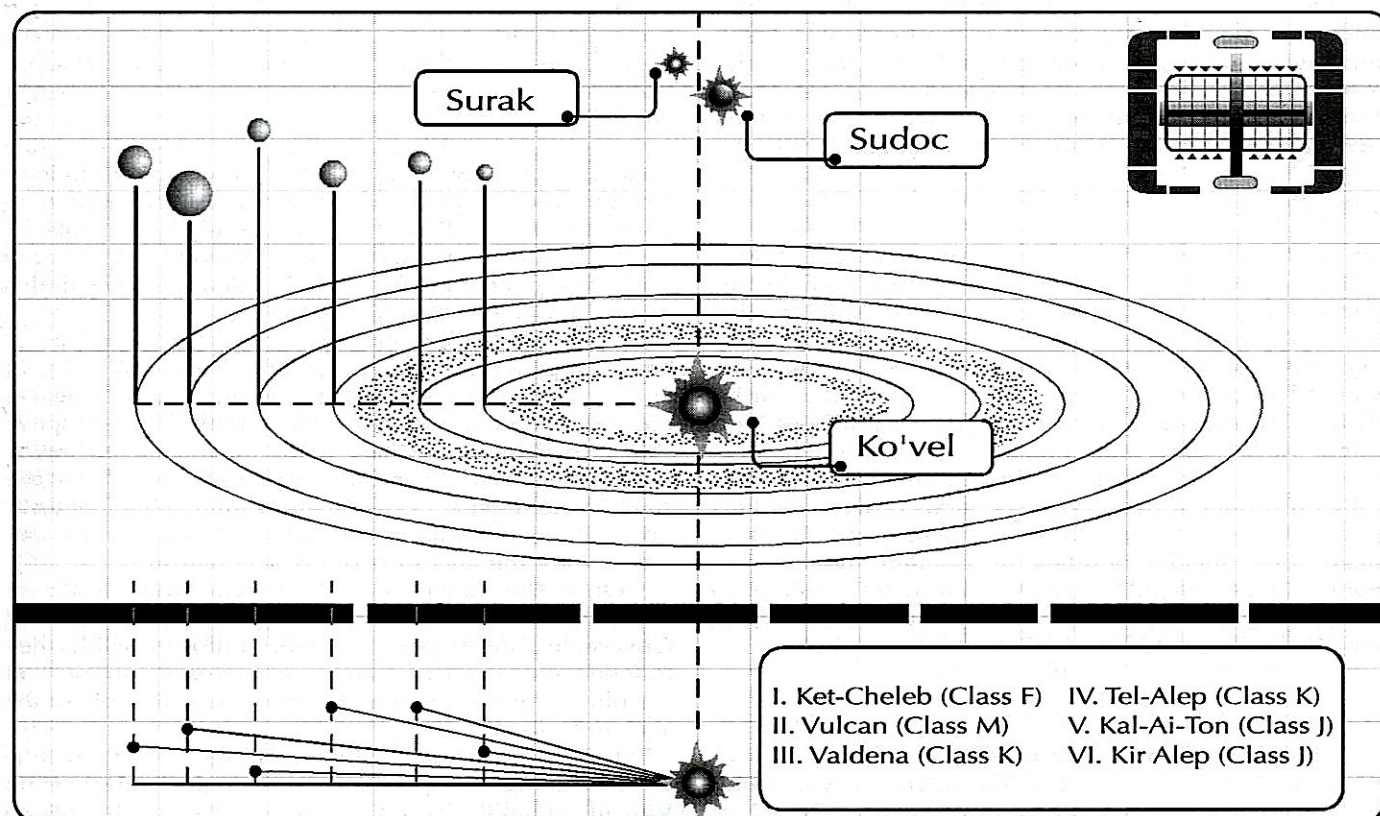 Surak
Sudoc
Ko'vel
I. Ket-Cheleb (Class F)
II. Vulcan (Class M)
III. Valdena (Class K)
IV. Tel-Alep (Class K)
V. Kal-Ai-Ton (Class J)
VI. Kir Alep (Class J)